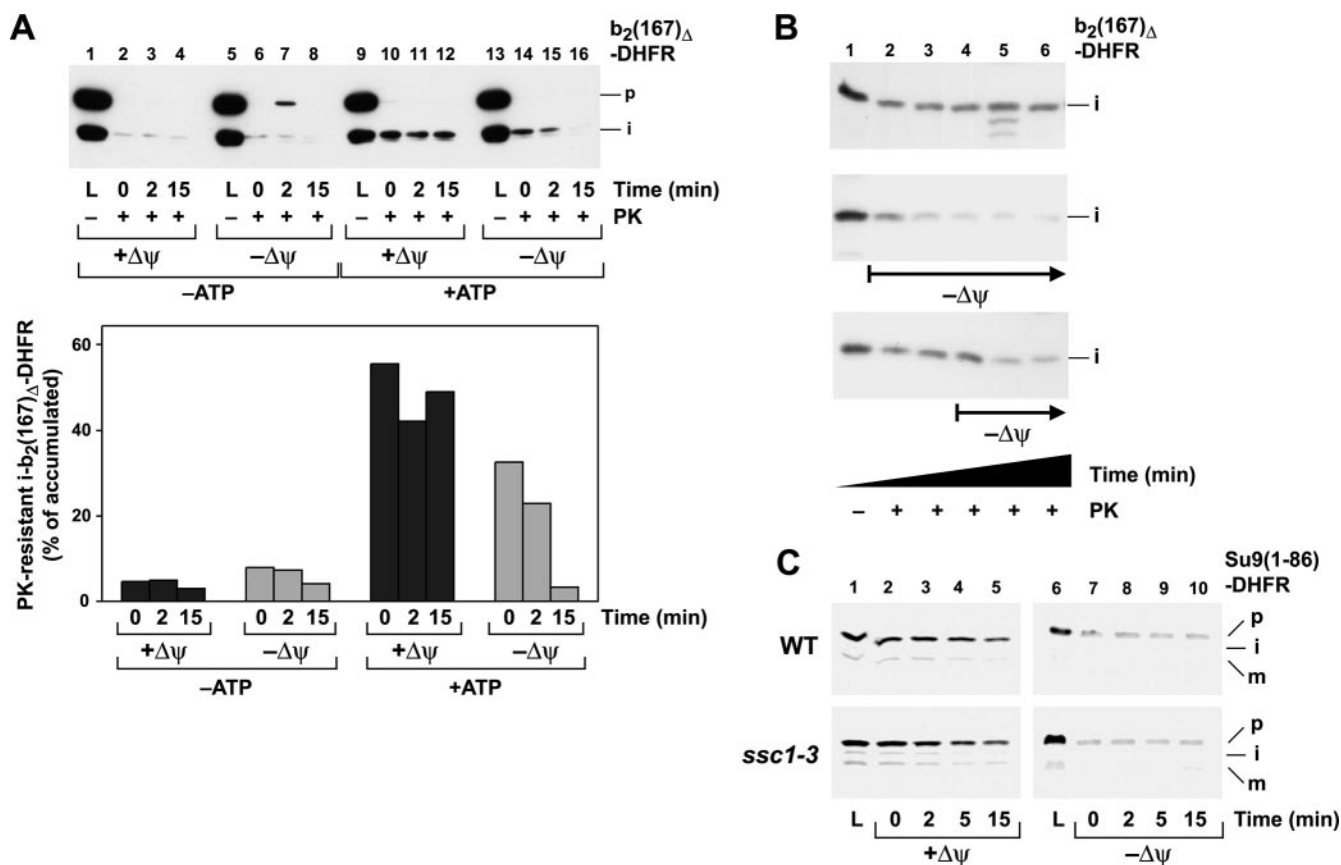 A
b₂(167)Δ
-DHFR
1 2 3 4 5 6 7 8 9 10 11 12 13 14 15 16
p
i
L 0 2 15 L 0 2 15 L 0 2 15 L 0 2 15 Time (min)
– + + + – + + + – + + + – + + + PK
+Δψ –Δψ +Δψ –Δψ
–ATP +ATP
PK-resistant i-b₂(167)Δ-DHFR
(% of accumulated)
60
40
20
0
0 2 15 0 2 15 0 2 15 0 2 15 Time (min)
+Δψ –Δψ +Δψ –Δψ
–ATP +ATP
B
b₂(167)Δ
-DHFR
1 2 3 4 5 6
i
i
–Δψ
i
–Δψ
Time (min)
– + + + + + PK
C
Su9(1-86)
-DHFR
1 2 3 4 5 6 7 8 9 10
WT
p
i
m
ssc1-3
p
i
m
L 0 2 5 15 L 0 2 5 15 Time (min)
+Δψ –Δψ